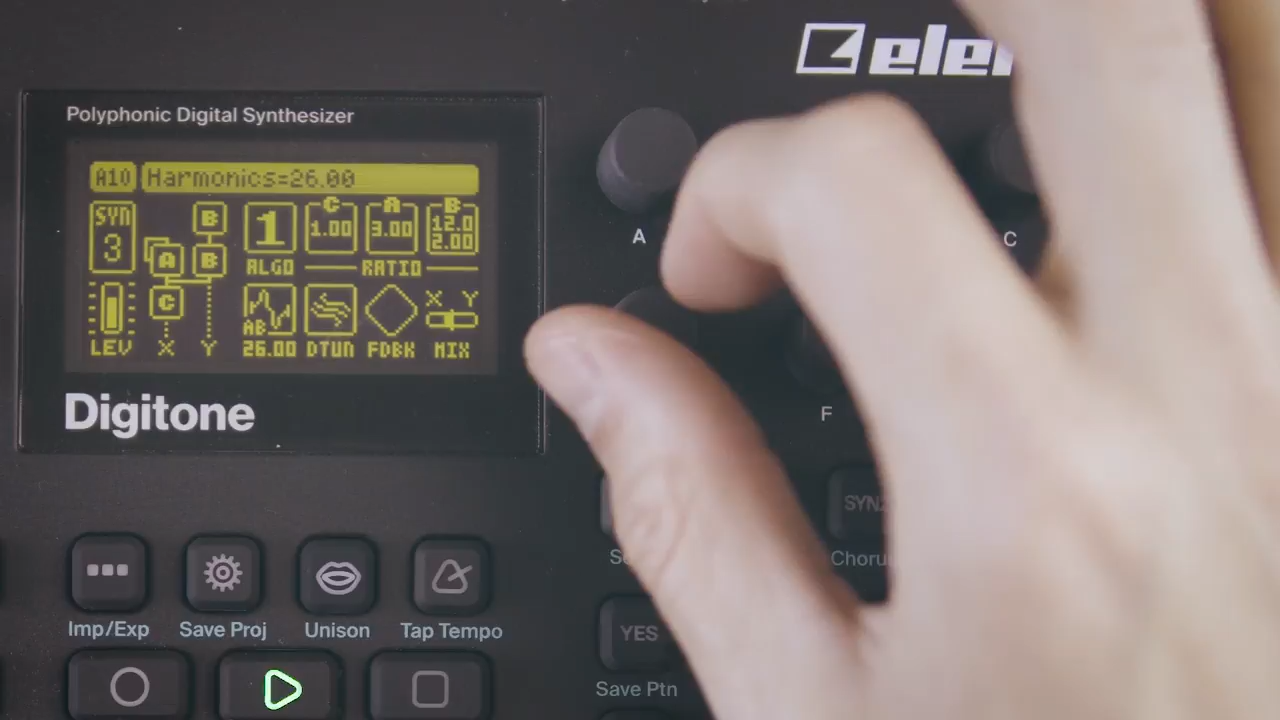 elek
Polyphonic Digital Synthesizer
A10 Harmonics=26.00
SYN 3 B A B C X Y
1 C 1.00 A 3.00 B 12.0 2.00
ALGO RATIO
AB X Y
LEV X Y 26.00 DTUN FDBK MIX
Digitone
A
C
F
SYN2
Chorus
Imp/Exp Save Proj Unison Tap Tempo
YES
Save Ptn